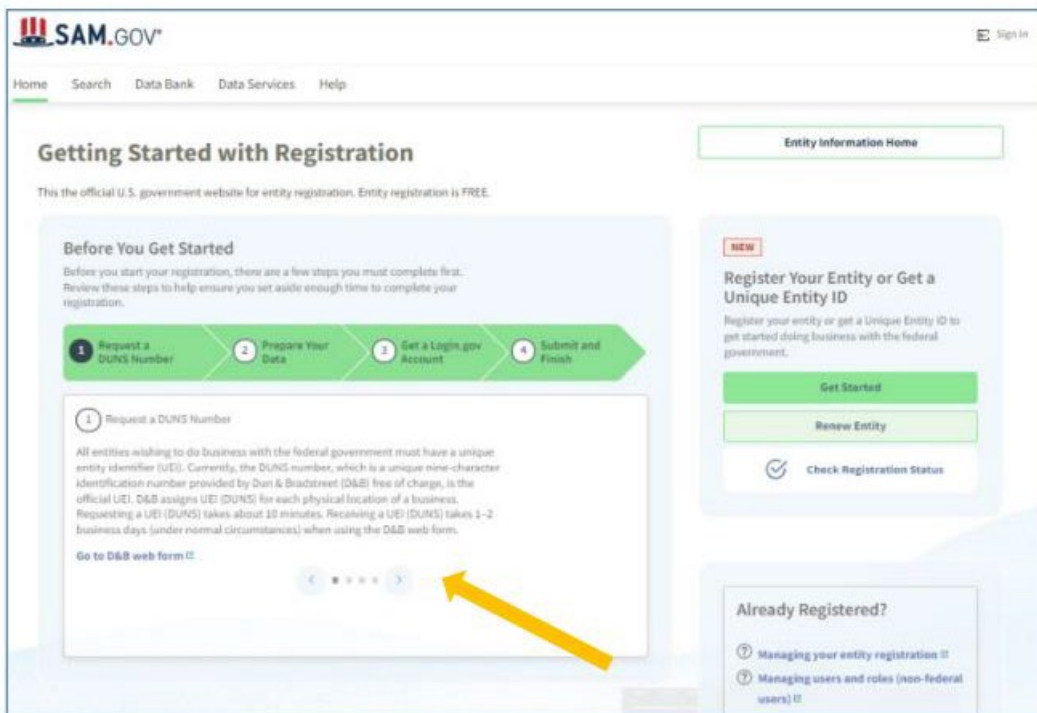 SAM.GOV®
Sign In
Home Search Data Bank Data Services Help
Getting Started with Registration
This the official U.S. government website for entity registration. Entity registration is FREE.
Before You Get Started
Before you start your registration, there are a few steps you must complete first.
Review these steps to help ensure you set aside enough time to complete your
registration.
1 Request a
DUNS Number
2 Prepare Your
Data
3 Get a Login.gov
Account
4 Submit and
Finish
1 Request a DUNS Number
All entities wishing to do business with the federal government must have a unique
entity identifier (UEI). Currently, the DUNS number, which is a unique nine-character
identification number provided by Dun & Bradstreet (D&B) free of charge, is the
official UEI. D&B assigns UEI (DUNS) for each physical location of a business.
Requesting a UEI (DUNS) takes about 10 minutes. Receiving a UEI (DUNS) takes 1–2
business days (under normal circumstances) when using the D&B web form.
Go to D&B web form
Entity Information Home
NEW
Register Your Entity or Get a
Unique Entity ID
Register your entity or get a Unique Entity ID to
get started doing business with the federal
government.
Get Started
Renew Entity
Check Registration Status
Already Registered?
Managing your entity registration
Managing users and roles (non-federal
users)